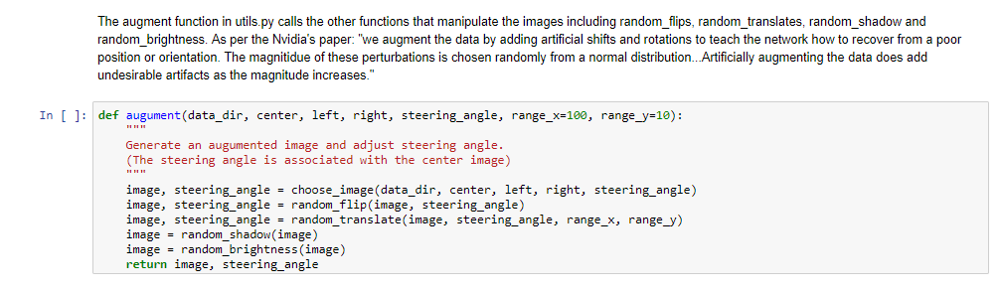 The augment function in utils.py calls the other functions that manipulate the images including random_flips, random_translates, random_shadow and
random_brightness. As per the Nvidia's paper: "we augment the data by adding artificial shifts and rotations to teach the network how to recover from a poor
position or orientation. The magnitidue of these perturbations is chosen randomly from a normal distribution...Artificially augmenting the data does add
undesirable artifacts as the magnitude increases."
In [ ]: def augument(data_dir, center, left, right, steering_angle, range_x=100, range_y=10):
"""
Generate an augumented image and adjust steering angle.
(The steering angle is associated with the center image)
"""
image, steering_angle = choose_image(data_dir, center, left, right, steering_angle)
image, steering_angle = random_flip(image, steering_angle)
image, steering_angle = random_translate(image, steering_angle, range_x, range_y)
image = random_shadow(image)
image = random_brightness(image)
return image, steering_angle